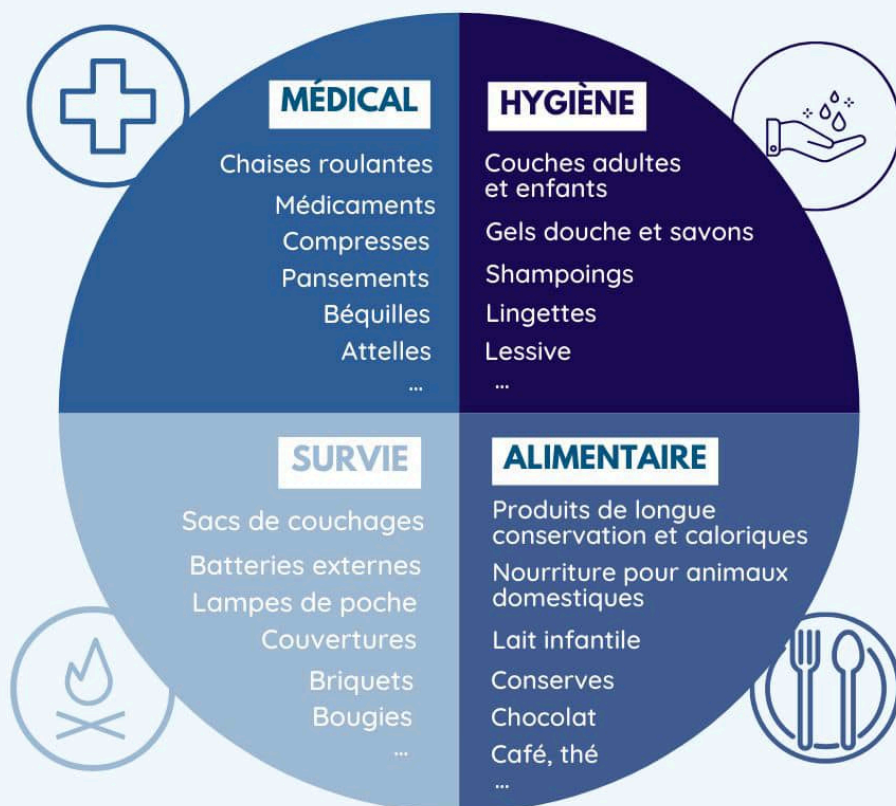 MÉDICAL
Chaises roulantes
Médicaments
Compresses
Pansements
Béquilles
Attelles
...
HYGIÈNE
Couches adultes
et enfants
Gels douche et savons
Shampoings
Lingettes
Lessive
...
SURVIE
Sacs de couchages
Batteries externes
Lampes de poche
Couvertures
Briquets
Bougies
...
ALIMENTAIRE
Produits de longue
conservation et caloriques
Nourriture pour animaux
domestiques
Lait infantile
Conserves
Chocolat
Café, thé
...